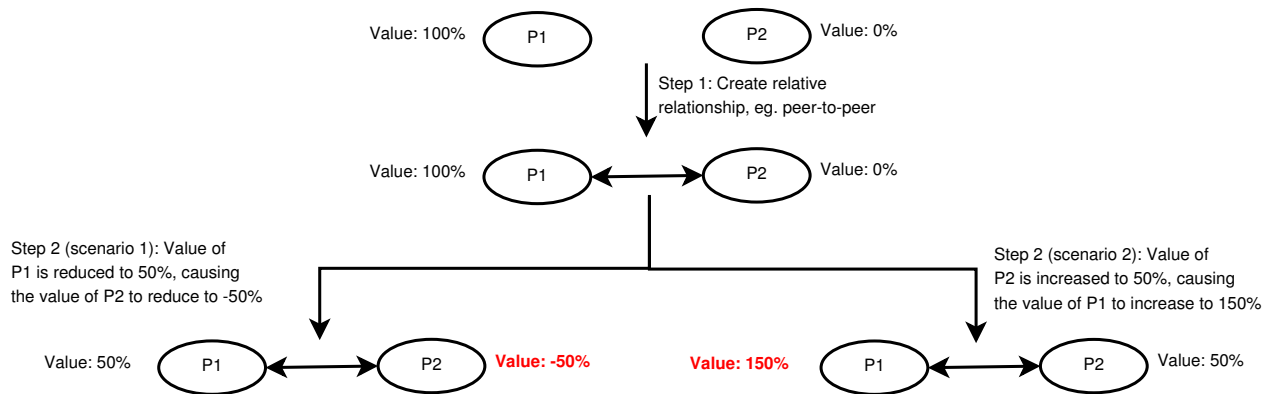 Value: 100%
P1
P2
Value: 0%
Step 1: Create relative
relationship, eg. peer-to-peer
Value: 100%
P1
P2
Value: 0%
Step 2 (scenario 1): Value of
P1 is reduced to 50%, causing
the value of P2 to reduce to -50%
Step 2 (scenario 2): Value of
P2 is increased to 50%, causing
the value of P1 to increase to 150%
Value: 50%
P1
P2
Value: -50%
Value: 150%
P1
P2
Value: 50%